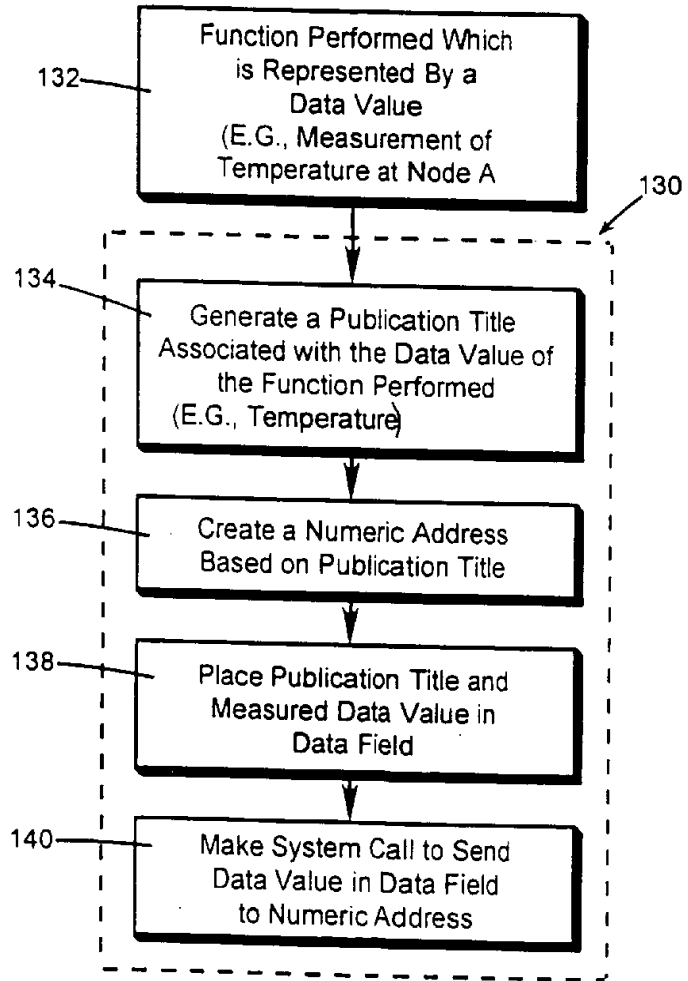 Function Performed Which
is Represented By a
Data Value
(E.G., Measurement of
Temperature at Node A
132
130
134
Generate a Publication Title
Associated with the Data Value of
the Function Performed
(E.G., Temperature)
136
Create a Numeric Address
Based on Publication Title
138
Place Publication Title and
Measured Data Value in
Data Field
140
Make System Call to Send
Data Value in Data Field
to Numeric Address